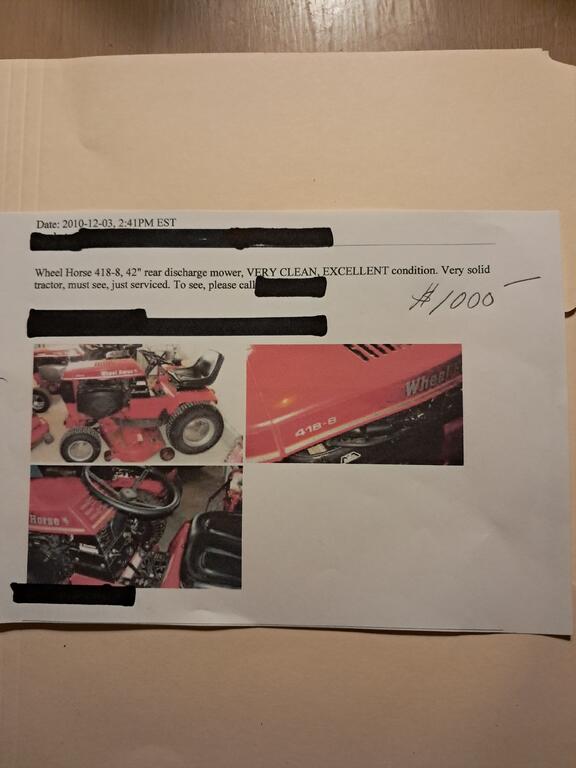 Date: 2010-12-03, 2:41PM EST
Wheel Horse 418-8, 42" rear discharge mower, VERY CLEAN, EXCELLENT condition. Very solid
tractor, must see, just serviced. To see, please call
$1000
Wheel Horse
Wheel
418-8
Horse